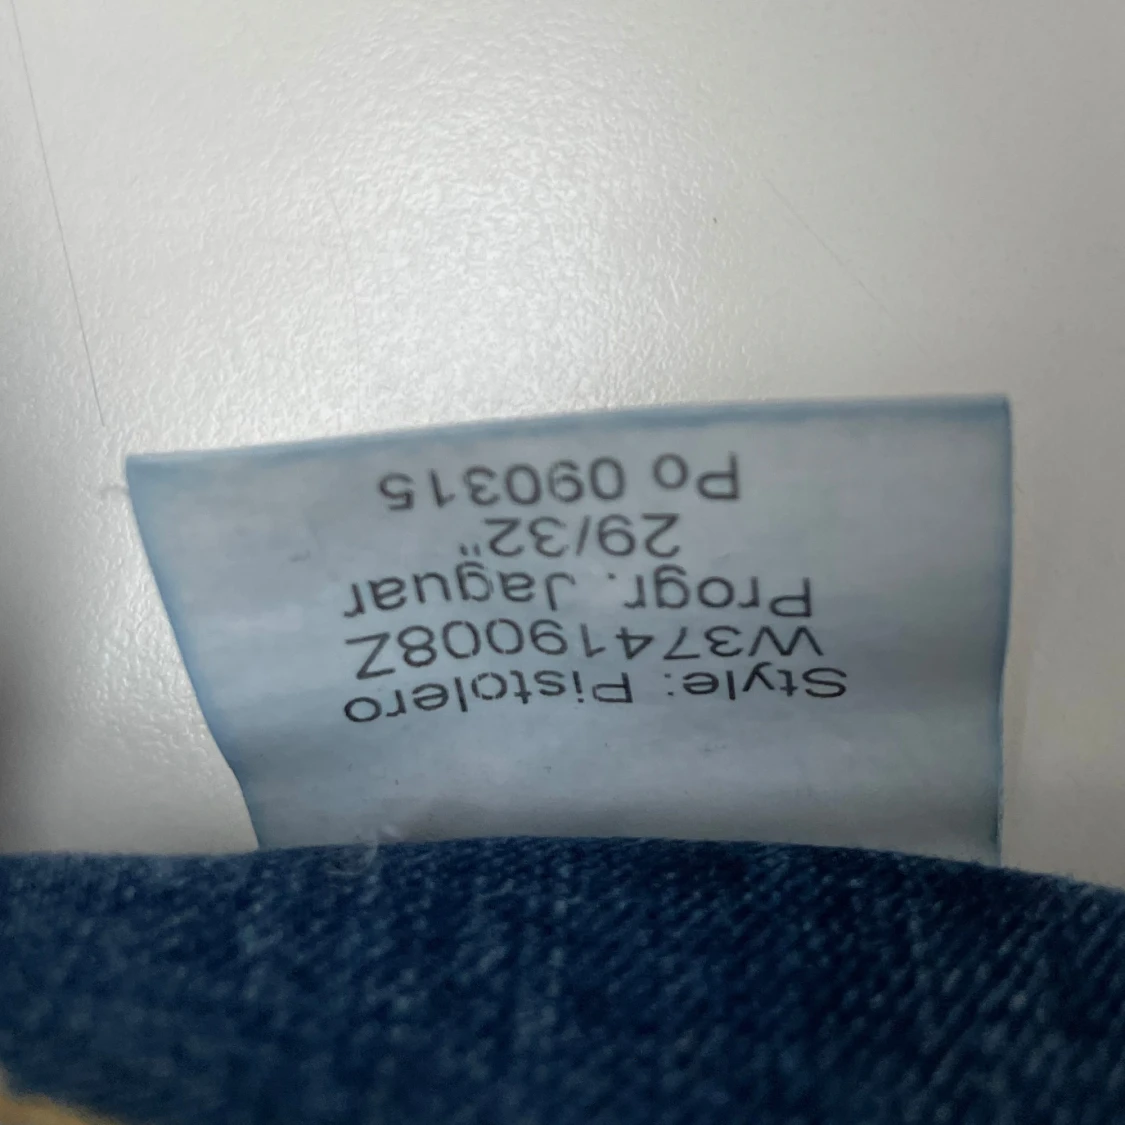 Style: Pistolero
W37419008Z
Progr. Jaguar
29/32"
Po 090315